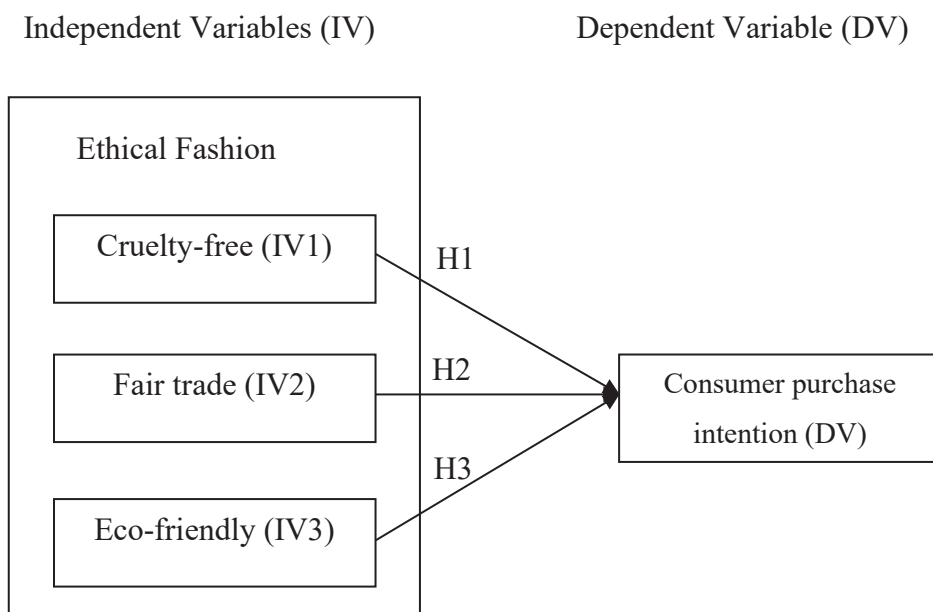 Independent Variables (IV)
Dependent Variable (DV)
Ethical Fashion
Cruelty-free (IV1)
H1
Fair trade (IV2)
H2
Consumer purchase
intention (DV)
H3
Eco-friendly (IV3)